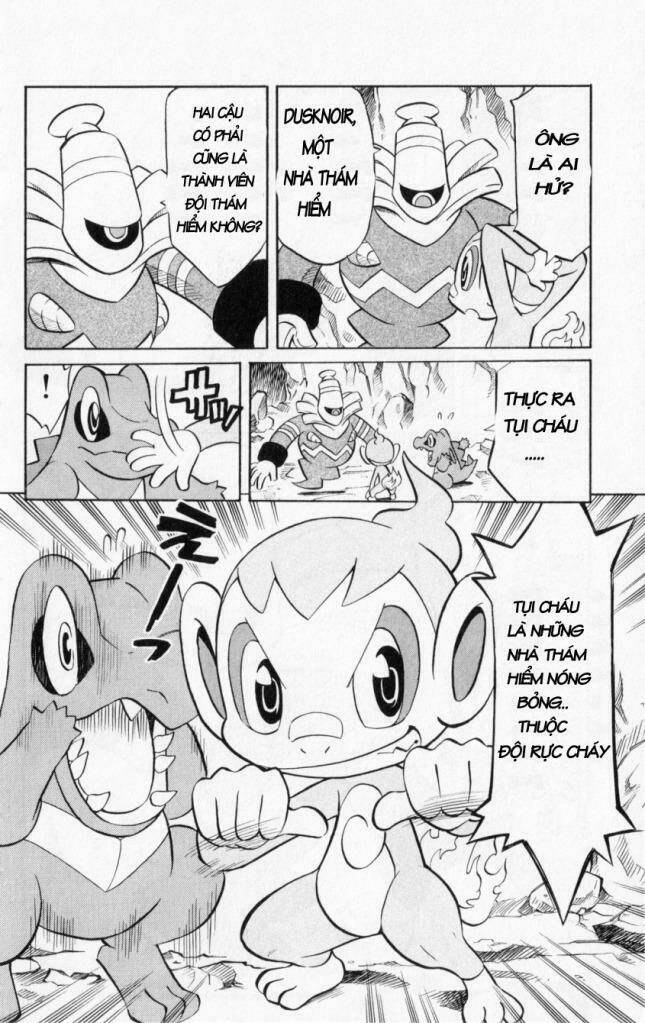 ÔNG
LÀ AI
HỬ?
DUSKNOIR,
MỘT
NHÀ THÁM
HIỂM
HAI CẬU
CÓ PHẢI
CŨNG LÀ
THÀNH VIÊN
ĐỘI THÁM
HIỂM KHÔNG?
THỰC RA
TỤI CHÁU
.....
!
TỤI CHÁU
LÀ NHỮNG
NHÀ THÁM
HIỂM NÓNG
BỎNG..
THUỘC
ĐỘI RỰC CHÁY